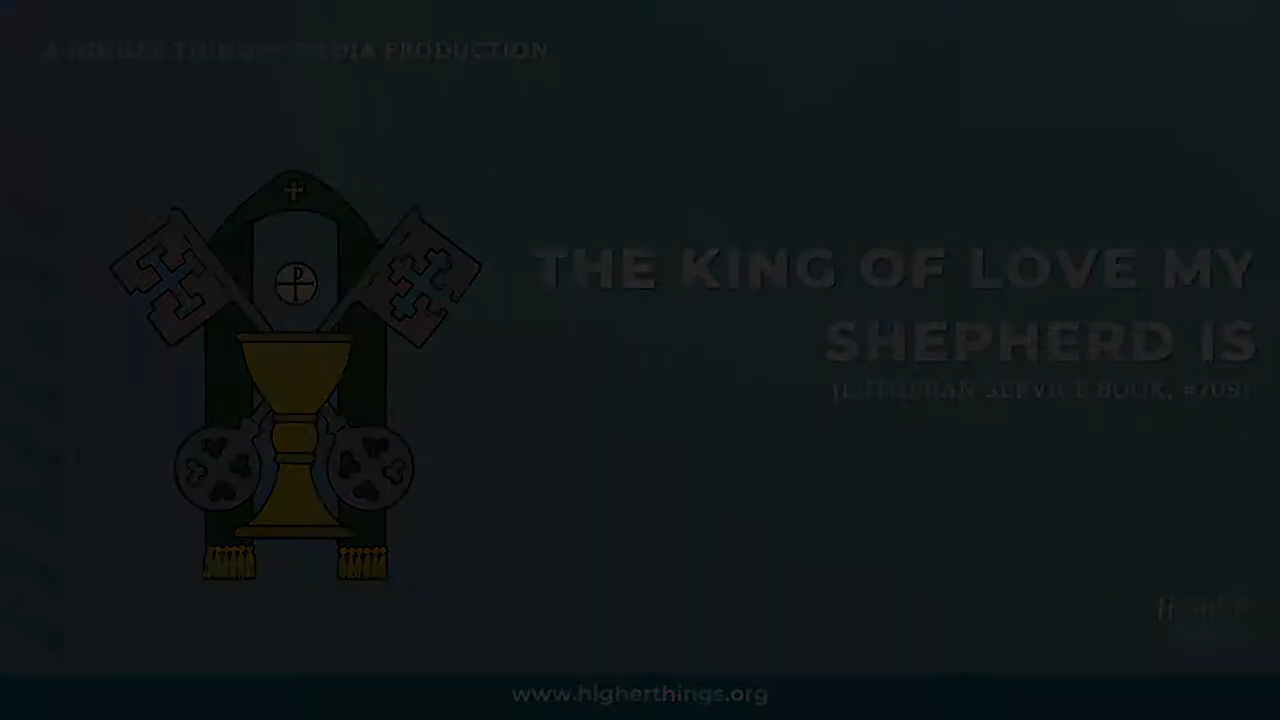 A HIGHER THINGS MEDIA PRODUCTION
THE KING OF LOVE MY
SHEPHERD IS
(LUTHERAN SERVICE BOOK, #709)
www.higherthings.org